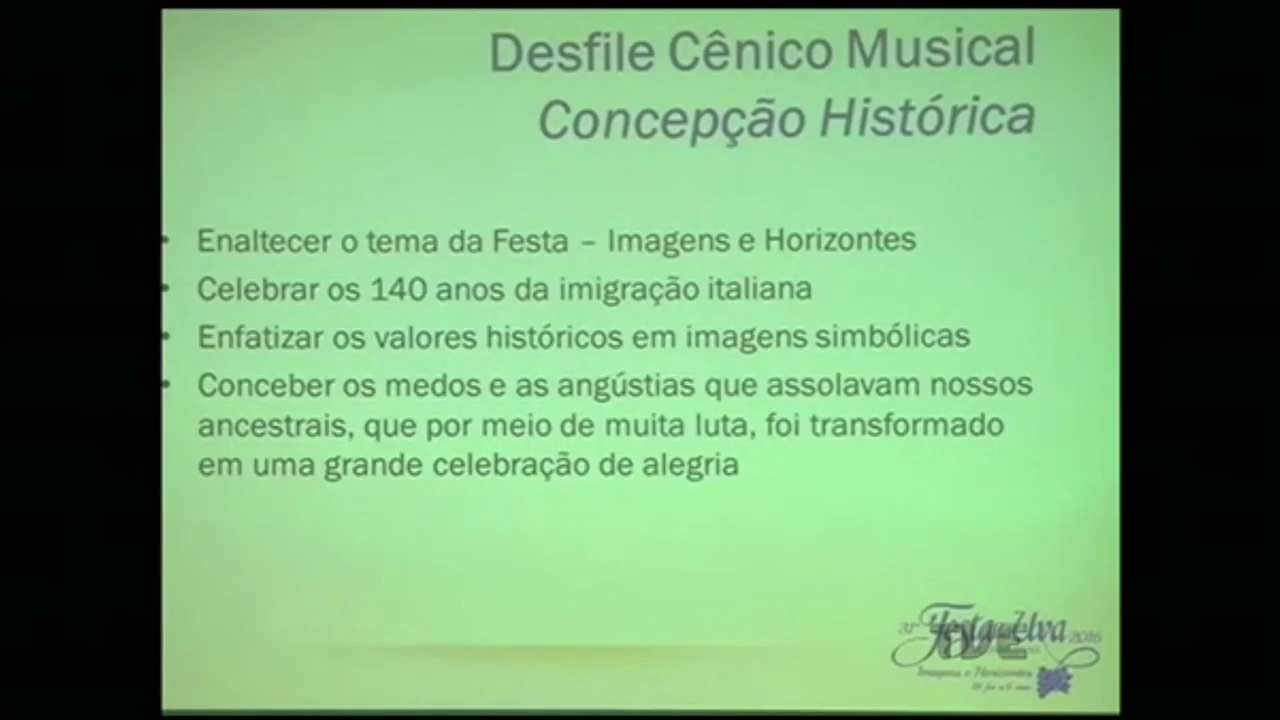 Desfile Cênico Musical
Concepção Histórica
• Enaltecer o tema da Festa – Imagens e Horizontes
• Celebrar os 140 anos da imigração italiana
• Enfatizar os valores históricos em imagens simbólicas
• Conceber os medos e as angústias que assolavam nossos
ancestrais, que por meio de muita luta, foi transformado
em uma grande celebração de alegria
Festa Uva 2016
Imagens e Horizontes